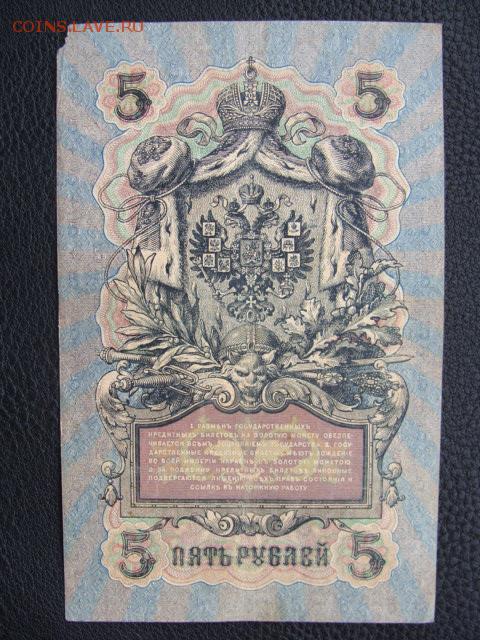 COINS.LAVE.RU
5 5
1. РАЗМѢНЪ ГОСУДАРСТВЕННЫХЪ
КРЕДИТНЫХЪ БИЛЕТОВЪ НА ЗОЛОТУЮ МОНЕТУ ОБЕЗПЕ-
ЧИВАЕТСЯ ВСѢМЪ ДОСТОЯНІЕМЪ ГОСУДАРСТВА. 2. ГОСУ-
ДАРСТВЕННЫЕ КРЕДИТНЫЕ БИЛЕТЫ ИМѢЮТЪ ХОЖДЕНІЕ
ВО ВСЕЙ ИМПЕРІИ НАРАВНѢ СЪ ЗОЛОТОЮ МОНЕТОЮ.
3. ЗА ПОДДѢЛКУ КРЕДИТНЫХЪ БИЛЕТОВЪ ВИНОВНЫЕ
ПОДВЕРГАЮТСЯ ЛИШЕНІЮ ВСѢХЪ ПРАВЪ СОСТОЯНІЯ И
ССЫЛКѢ ВЪ КАТОРЖНУЮ РАБОТУ
5 ПЯТЬ РУБЛЕЙ 5